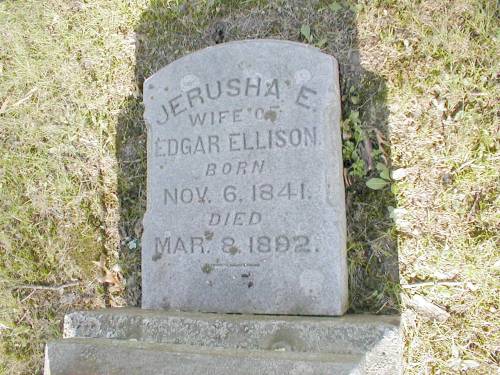 JERUSHA E.
WIFE OF
EDGAR ELLISON.
BORN
NOV. 6. 1841.
DIED
MAR. 8. 1892.